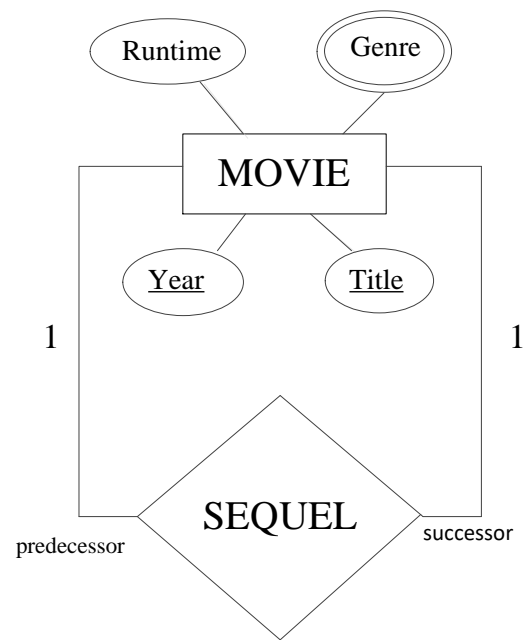 Runtime
Genre
MOVIE
Year
Title
1
1
SEQUEL
predecessor
successor